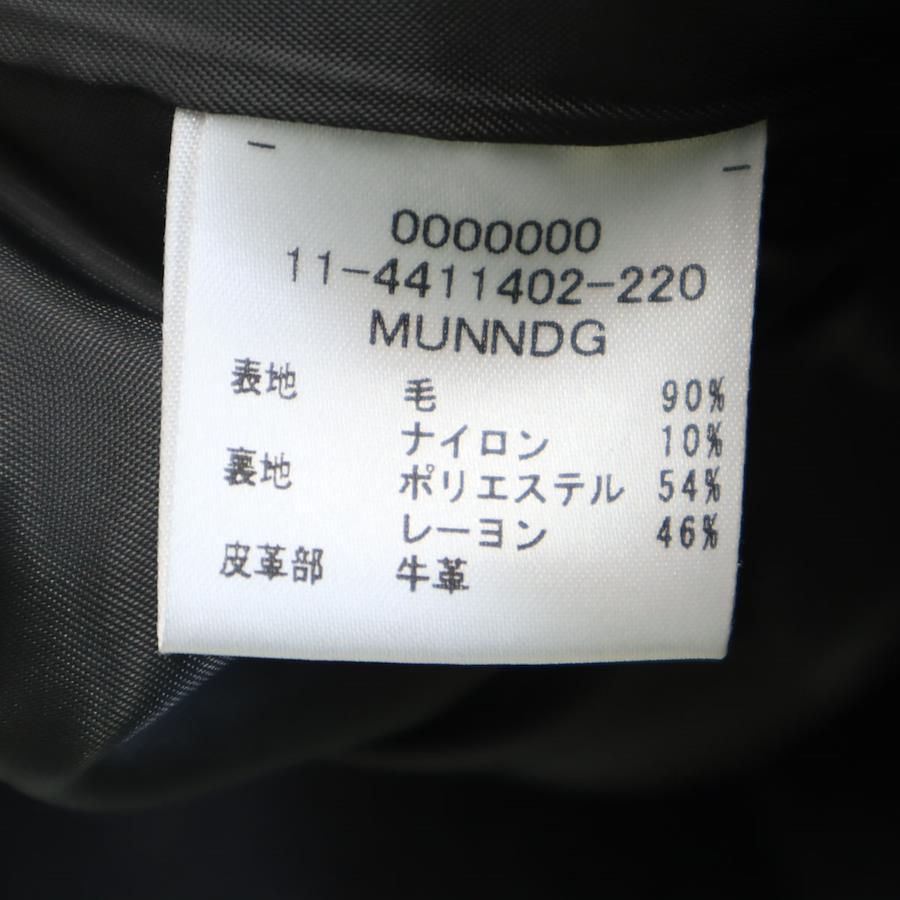 0000000
11-4411402-220
MUNNDG
表地 毛 90%
ナイロン 10%
裏地 ポリエステル 54%
レーヨン 46%
皮革部 牛革